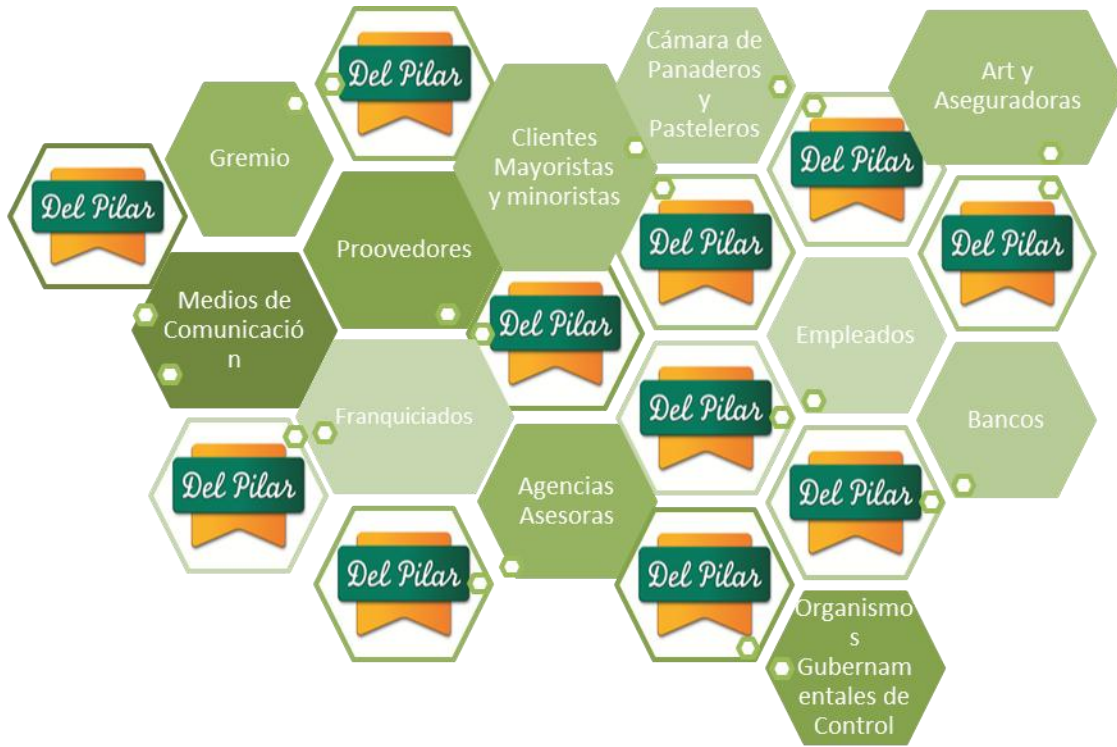 Del Pilar
Gremio
Del Pilar
Proovedores
Medios de
Comunicació
n
Clientes
Mayoristas
y minoristas
Cámara de
Panaderos
y
Pasteleros
Art y
Aseguradoras
Del Pilar
Del Pilar
Del Pilar
Del Pilar
Empleados
Franquiciados
Del Pilar
Bancos
Del Pilar
Agencias
Asesoras
Del Pilar
Del Pilar
Del Pilar
Organismo
s
Gubernam
entales de
Control